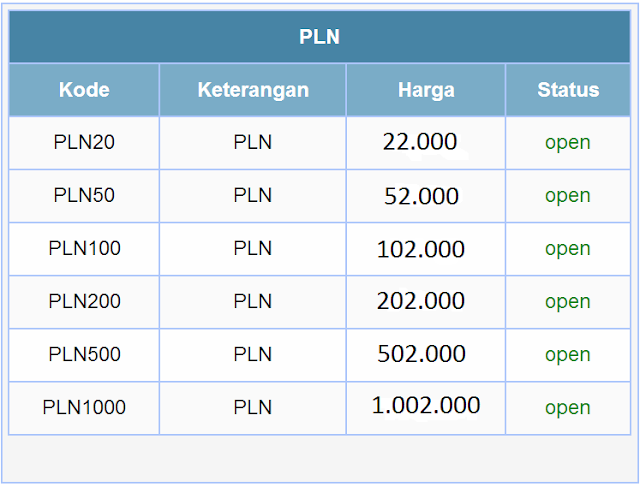 PLN
Kode Keterangan Harga Status
PLN20 PLN 22.000 open
PLN50 PLN 52.000 open
PLN100 PLN 102.000 open
PLN200 PLN 202.000 open
PLN500 PLN 502.000 open
PLN1000 PLN 1.002.000 open